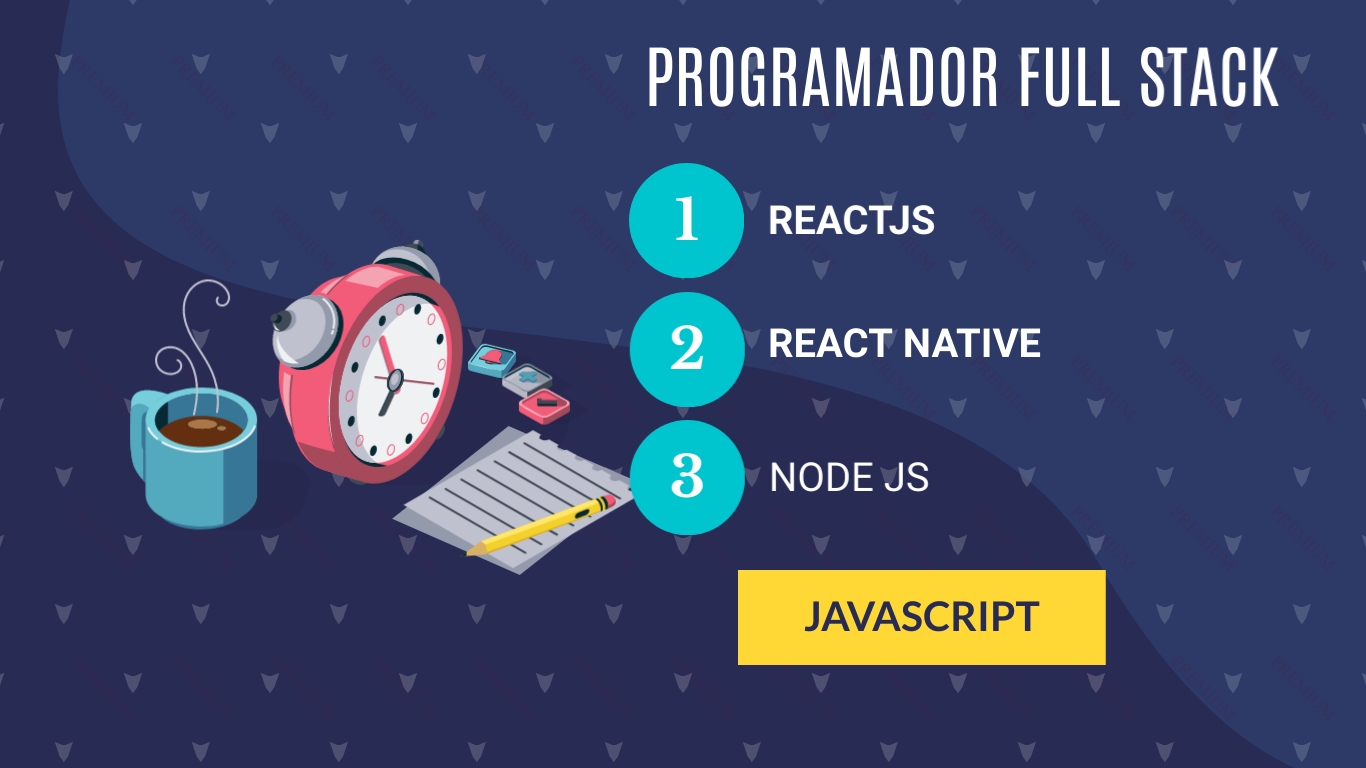 PROGRAMADOR FULL STACK
1 REACTJS
2 REACT NATIVE
3 NODE JS
JAVASCRIPT